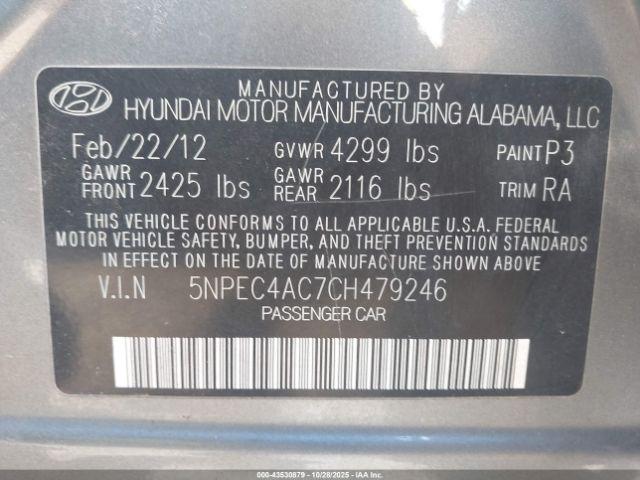 MANUFACTURED BY
HYUNDAI MOTOR MANUFACTURING ALABAMA, LLC
Feb/22/12 GVWR 4299 lbs PAINT P3
GAWR FRONT 2425 lbs GAWR REAR 2116 lbs TRIM RA
THIS VEHICLE CONFORMS TO ALL APPLICABLE U.S.A. FEDERAL
MOTOR VEHICLE SAFETY, BUMPER, AND THEFT PREVENTION STANDARDS
IN EFFECT ON THE DATE OF MANUFACTURE SHOWN ABOVE.
V.I.N 5NPEC4AC7CH479246
PASSENGER CAR
000-43530879 | 10/28/2025 | IAAI.COM